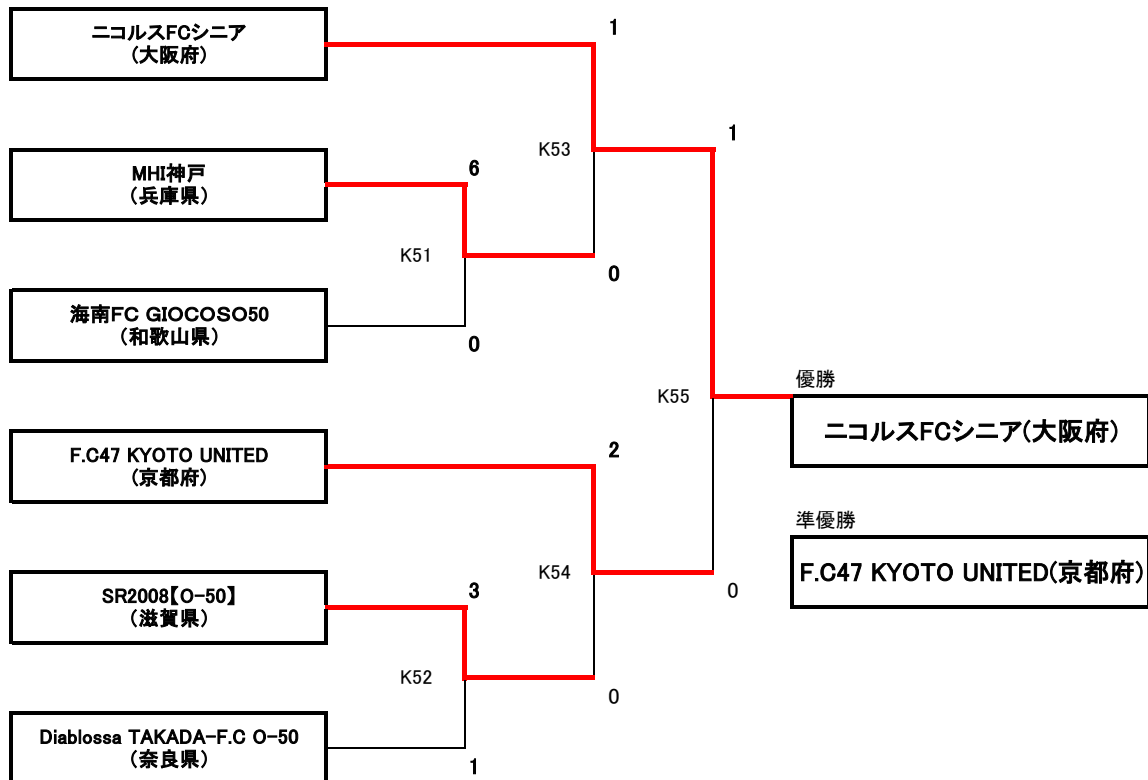 ニコルスFCシニア
(大阪府)
1
K53
1
MHI神戸
(兵庫県)
6
K51
0
海南FC GIOCOSO50
(和歌山県)
0
K55
優勝
ニコルスFCシニア(大阪府)
F.C47 KYOTO UNITED
(京都府)
2
準優勝
F.C47 KYOTO UNITED(京都府)
K54
0
SR2008【O-50】
(滋賀県)
3
K52
0
Diablossa TAKADA-F.C O-50
(奈良県)
1